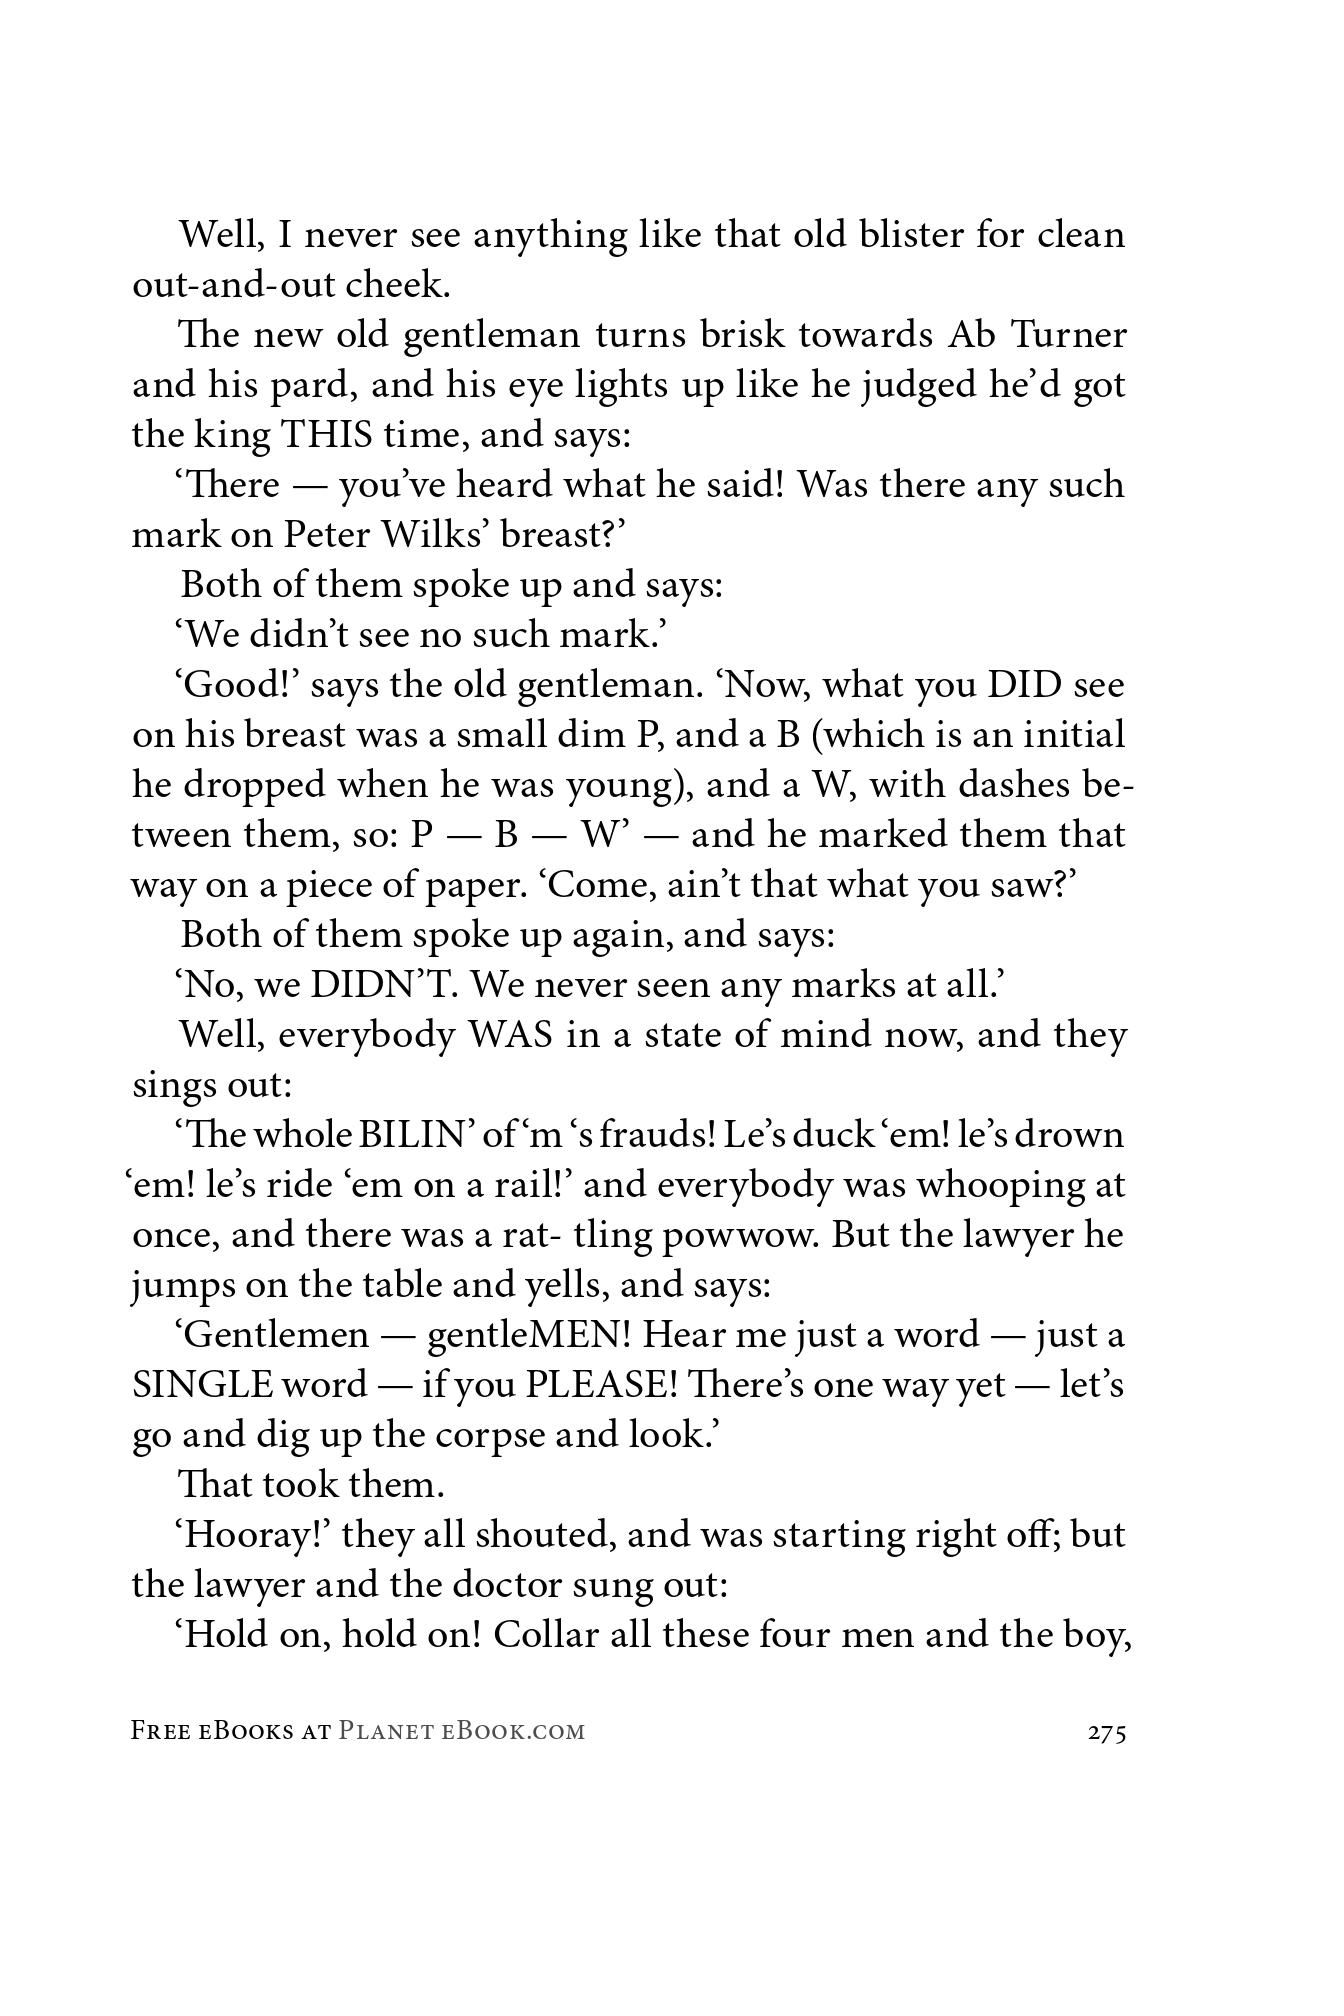 Well, I never see anything like that old blister for clean
out-and-out cheek.
The new old gentleman turns brisk towards Ab Turner
and his pard, and his eye lights up like he judged he’d got
the king THIS time, and says:
‘There — you’ve heard what he said! Was there any such
mark on Peter Wilks’ breast?’
Both of them spoke up and says:
‘We didn’t see no such mark.’
‘Good!’ says the old gentleman. ‘Now, what you DID see
on his breast was a small dim P, and a B (which is an initial
he dropped when he was young), and a W, with dashes be-
tween them, so: P — B — W’ — and he marked them that
way on a piece of paper. ‘Come, ain’t that what you saw?’
Both of them spoke up again, and says:
‘No, we DIDN’T. We never seen any marks at all.’
Well, everybody WAS in a state of mind now, and they
sings out:
‘The whole BILIN’ of ‘m ‘s frauds! Le’s duck ‘em! le’s drown
‘em! le’s ride ‘em on a rail!’ and everybody was whooping at
once, and there was a rat- tling powwow. But the lawyer he
jumps on the table and yells, and says:
‘Gentlemen — gentleMEN! Hear me just a word — just a
SINGLE word — if you PLEASE! There’s one way yet — let’s
go and dig up the corpse and look.’
That took them.
‘Hooray!’ they all shouted, and was starting right off; but
the lawyer and the doctor sung out:
‘Hold on, hold on! Collar all these four men and the boy,
Free eBooks at Planet eBook.com 275